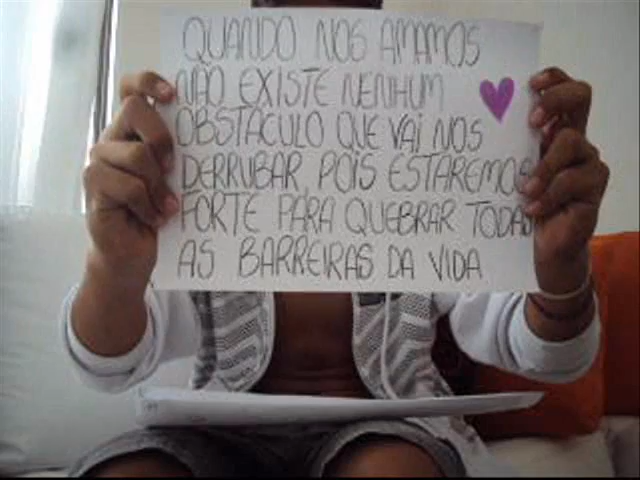 QUANDO NOS AMAMOS
NÃO EXISTE NENHUM
OBSTÁCULO QUE VAI NOS
DERRUBAR, POIS ESTAREMOS
FORTE PARA QUEBRAR TODAS
AS BARREIRAS DA VIDA